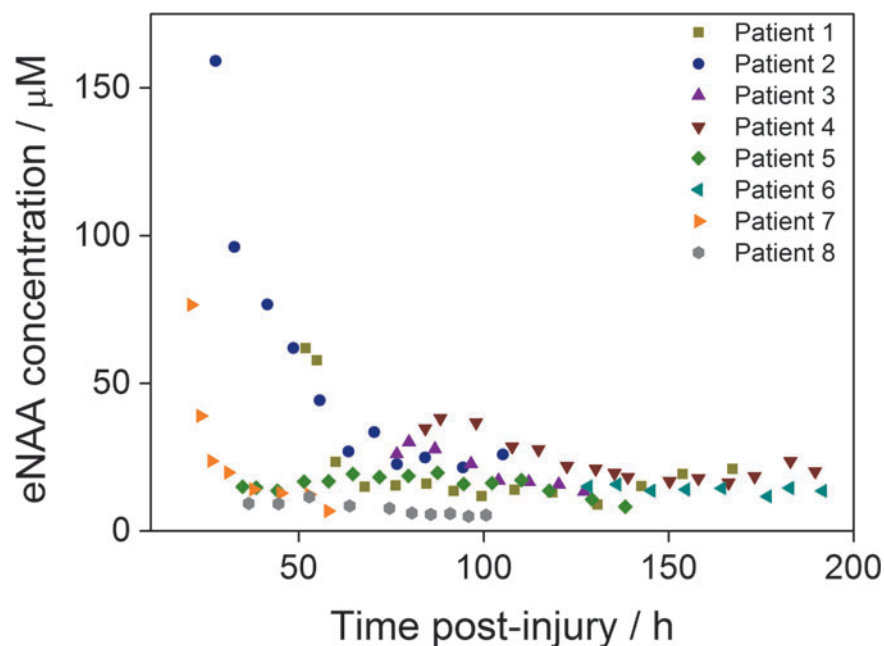 eNAA concentration / μM
150
100
50
0
50
100
150
200
Time post-injury / h
Patient 1
Patient 2
Patient 3
Patient 4
Patient 5
Patient 6
Patient 7
Patient 8